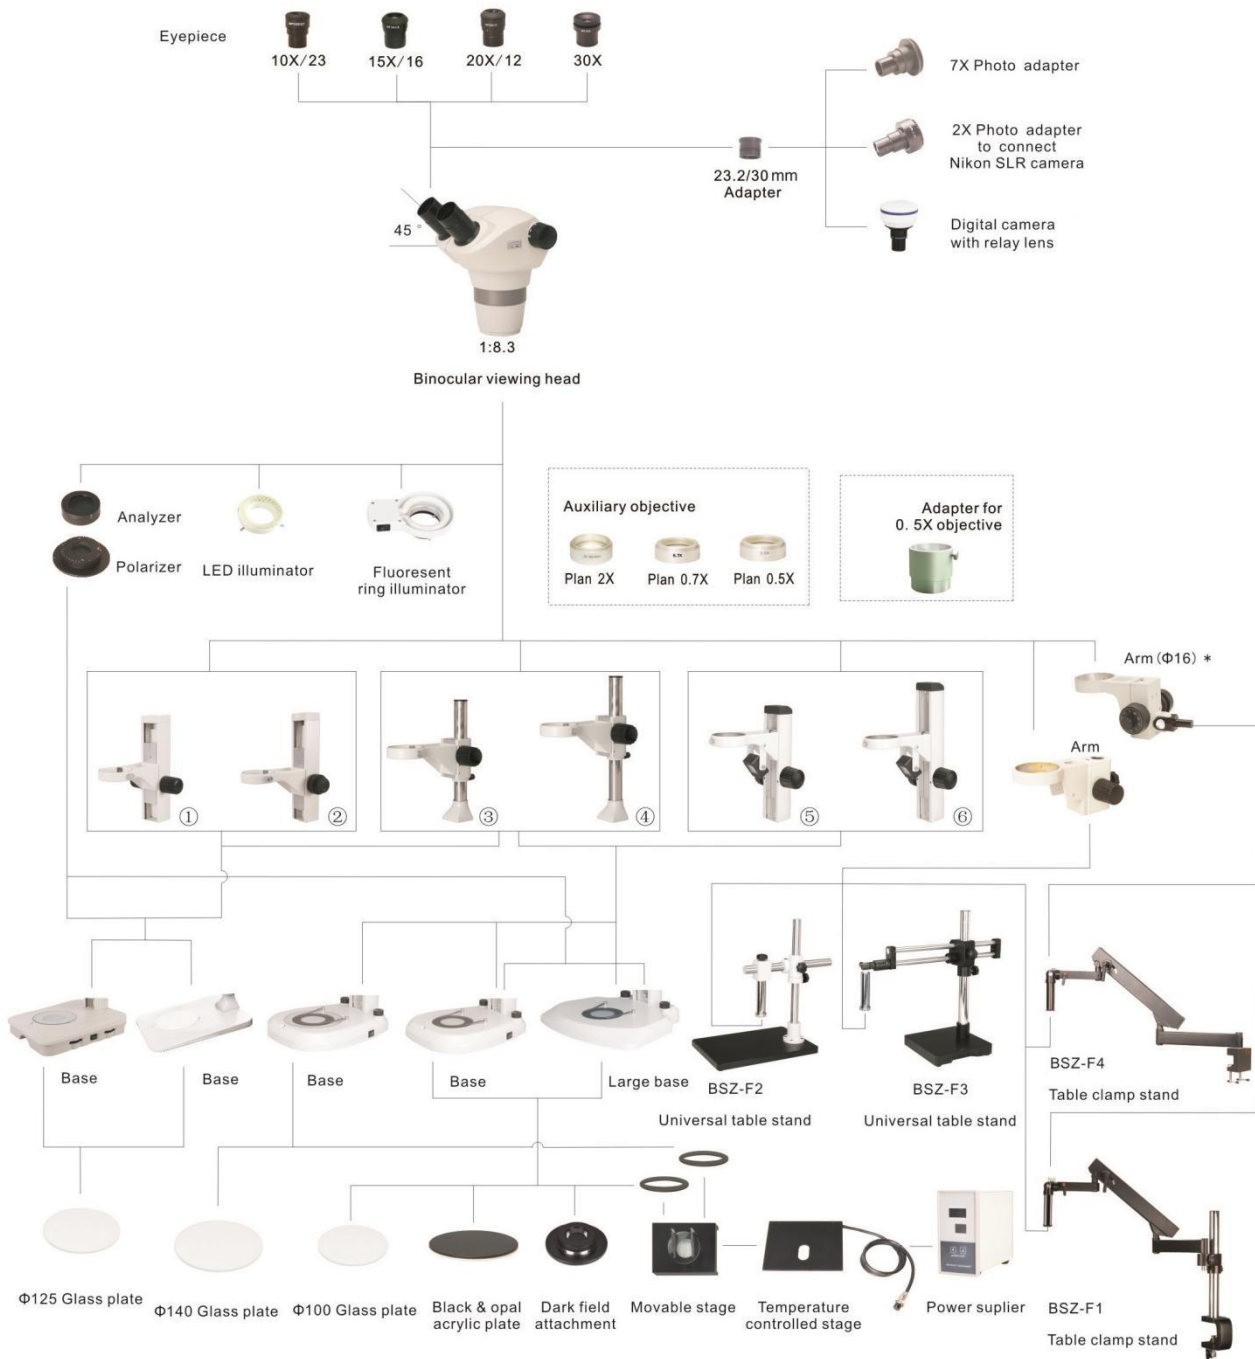 Eyepiece
10X/23
15X/16
20X/12
30X
7X Photo adapter
2X Photo adapter
to connect
Nikon SLR camera
23.2/30 mm
Adapter
Digital camera
with relay lens
45°
1:8.3
Binocular viewing head
Analyzer
Polarizer
LED illuminator
Fluoresent
ring illuminator
Auxiliary objective
Plan 2X
Plan 0.7X
Plan 0.5X
Adapter for
0. 5X objective
Arm (Φ16) *
Arm
①
②
③
④
⑤
⑥
Base
Base
Base
Base
Large base
BSZ-F2
Universal table stand
BSZ-F3
Universal table stand
BSZ-F4
Table clamp stand
Φ125 Glass plate
Φ140 Glass plate
Φ100 Glass plate
Black & opal
acrylic plate
Dark field
attachment
Movable stage
Temperature
controlled stage
Power suplier
BSZ-F1
Table clamp stand